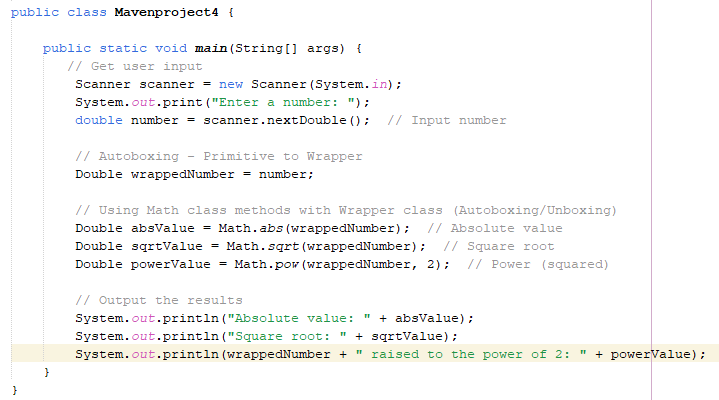 public class Mavenproject4 {
public static void main(String[] args) {
// Get user input
Scanner scanner = new Scanner(System.in);
System.out.print("Enter a number: ");
double number = scanner.nextDouble();  // Input number
// Autoboxing - Primitive to Wrapper
Double wrappedNumber = number;
// Using Math class methods with Wrapper class (Autoboxing/Unboxing)
Double absValue = Math.abs(wrappedNumber);  // Absolute value
Double sqrtValue = Math.sqrt(wrappedNumber);  // Square root
Double powerValue = Math.pow(wrappedNumber, 2);  // Power (squared)
// Output the results
System.out.println("Absolute value: " + absValue);
System.out.println("Square root: " + sqrtValue);
System.out.println(wrappedNumber + " raised to the power of 2: " + powerValue);
}
}